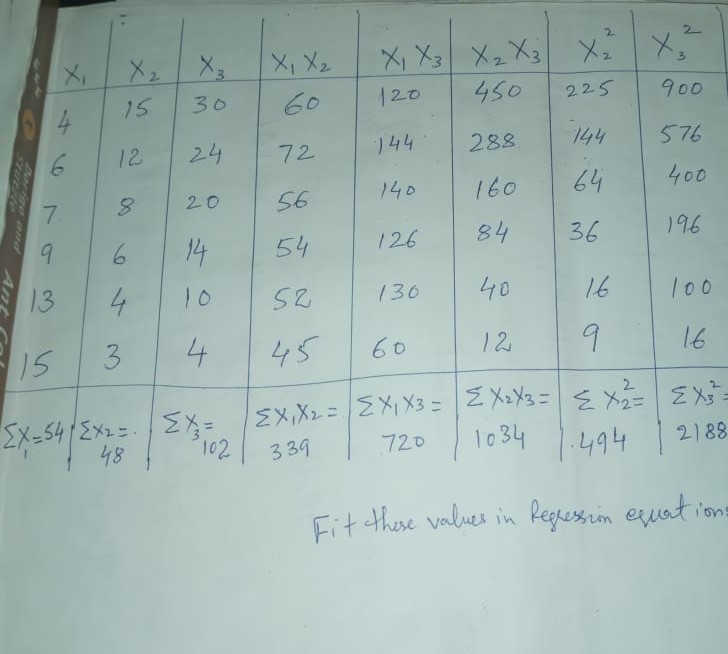 X₁ X₂ X₃ X₁X₂ X₁X₃ X₂X₃ X₂² X₃²
4 15 30 60 120 450 225 900
6 12 24 72 144 288 144 576
7 8 20 56 140 160 64 400
9 6 14 54 126 84 36 196
13 4 10 52 130 40 16 100
15 3 4 45 60 12 9 16
ΣX₁=54 ΣX₂= 48 ΣX₃= 102 ΣX₁X₂= 339 ΣX₁X₃= 720 ΣX₂X₃= 1034 ΣX₂²= 494 ΣX₃²= 2188
Fit these values in Regression equations